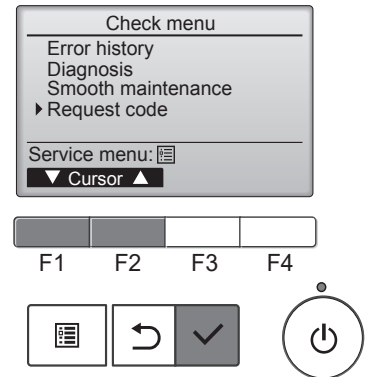 Check menu
Error history
Diagnosis
Smooth maintenance
Request code
Service menu:
▼ Cursor ▲
F1 F2 F3 F4